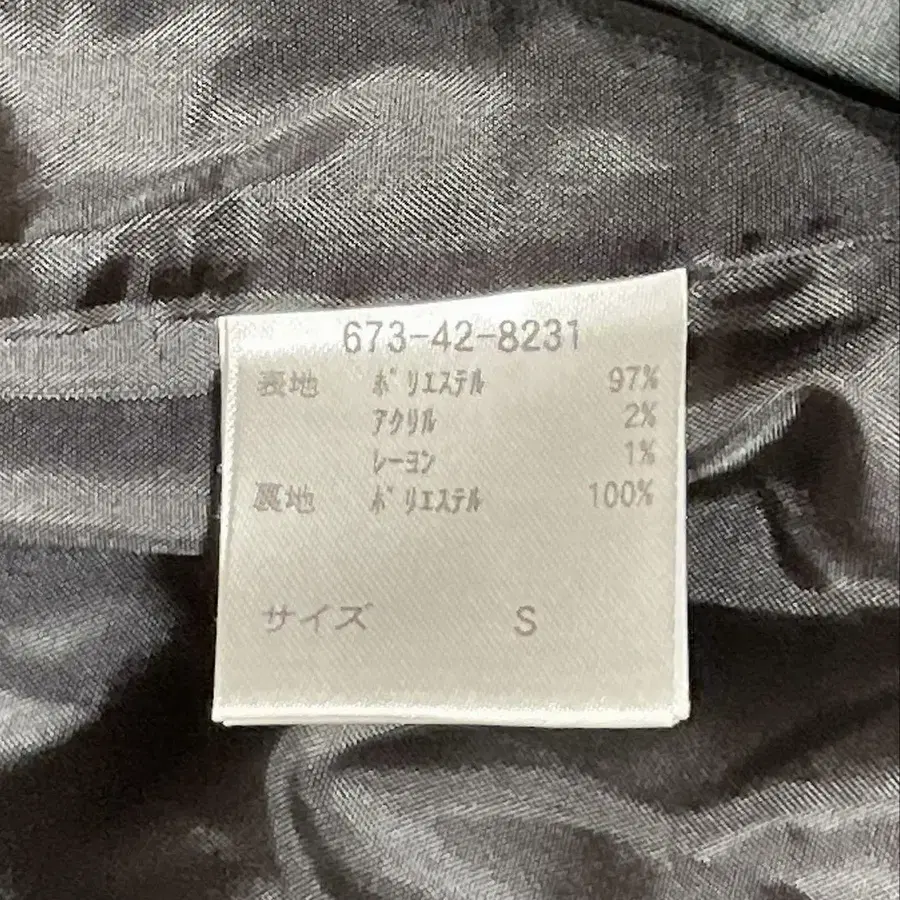 673-42-8231
表地 ﾎﾟﾘｴｽﾃﾙ 97%
ｱｸﾘﾙ 2%
ﾚｰﾖﾝ 1%
裏地 ﾎﾟﾘｴｽﾃﾙ 100%
サイズ S